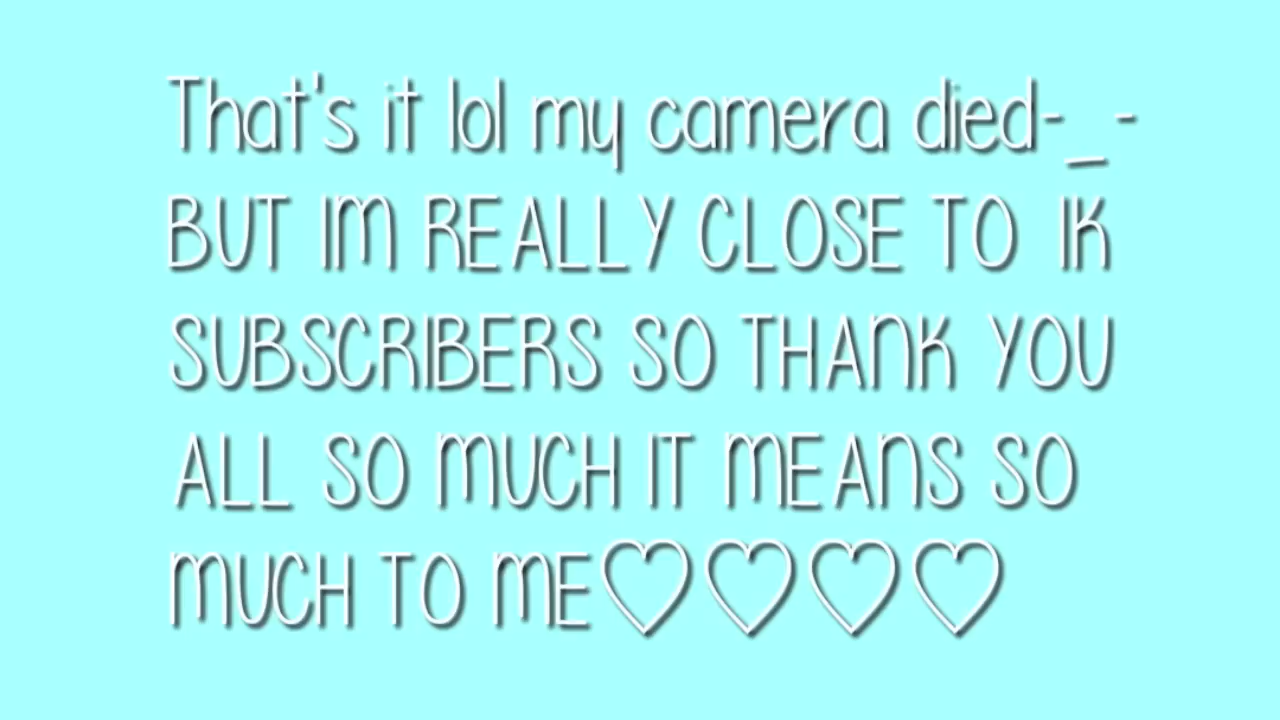 That's it lol my camera died-_-
BUT IM REALLY CLOSE TO 1K
SUBSCRIBERS SO THANK YOU
ALL SO MUCH IT MEANS SO
MUCH TO ME♡♡♡♡